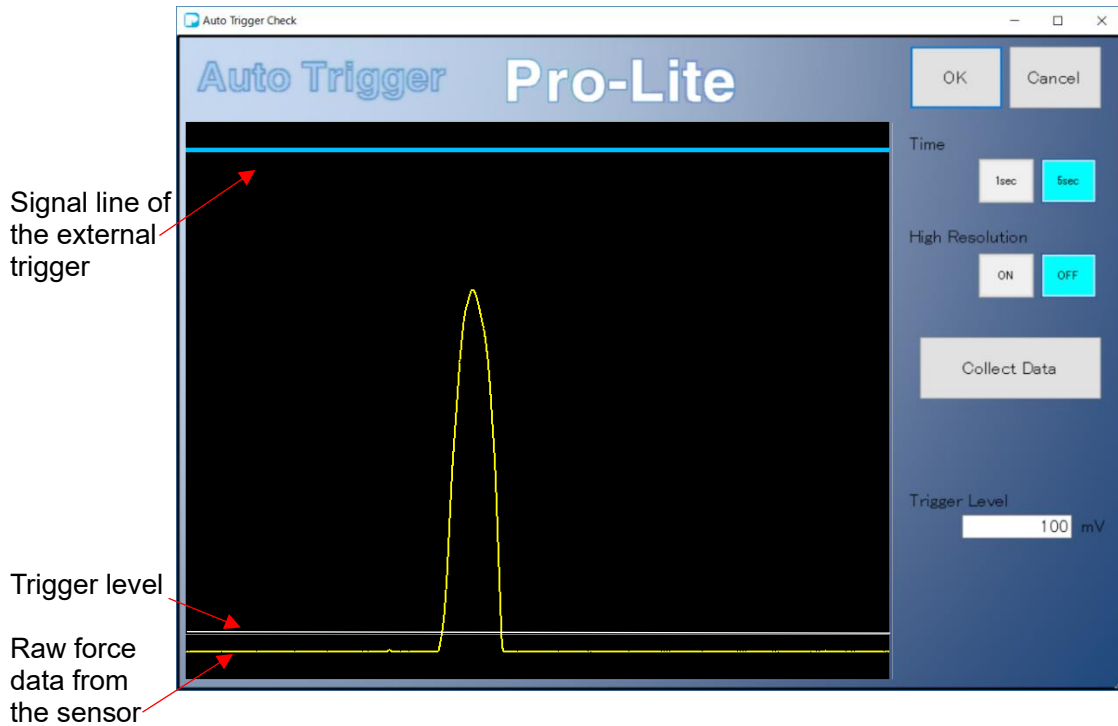 Auto Trigger Check
Auto Trigger Pro-Lite
OK
Cancel
Time
1sec
5sec
High Resolution
ON
OFF
Collect Data
Trigger Level
100 mV
Signal line of
the external
trigger
Trigger level
Raw force
data from
the sensor